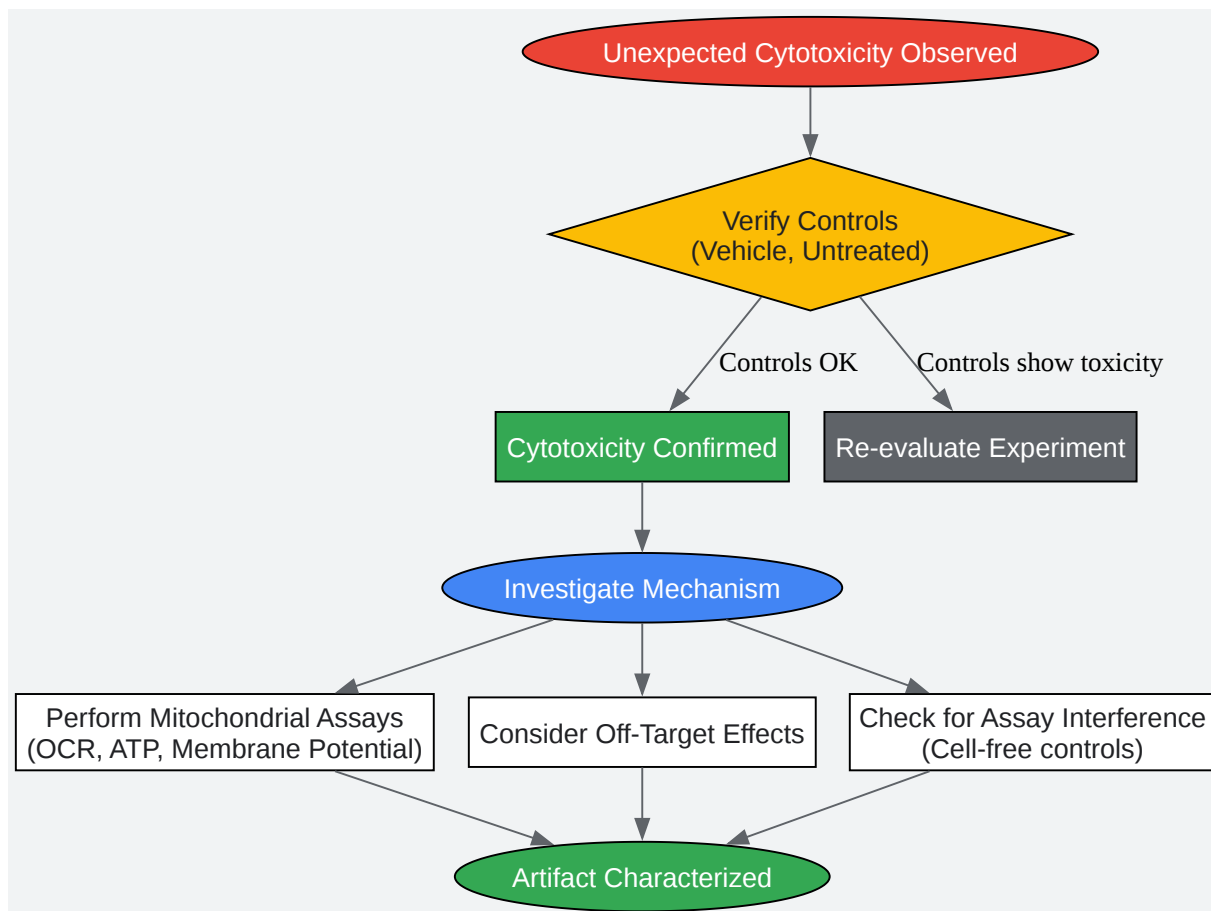 Unexpected Cytotoxicity Observed
Verify Controls
(Vehicle, Untreated)
Controls OK
Controls show toxicity
Cytotoxicity Confirmed
Re-evaluate Experiment
Investigate Mechanism
Perform Mitochondrial Assays
(OCR, ATP, Membrane Potential)
Consider Off-Target Effects
Check for Assay Interference
(Cell-free controls)
Artifact Characterized